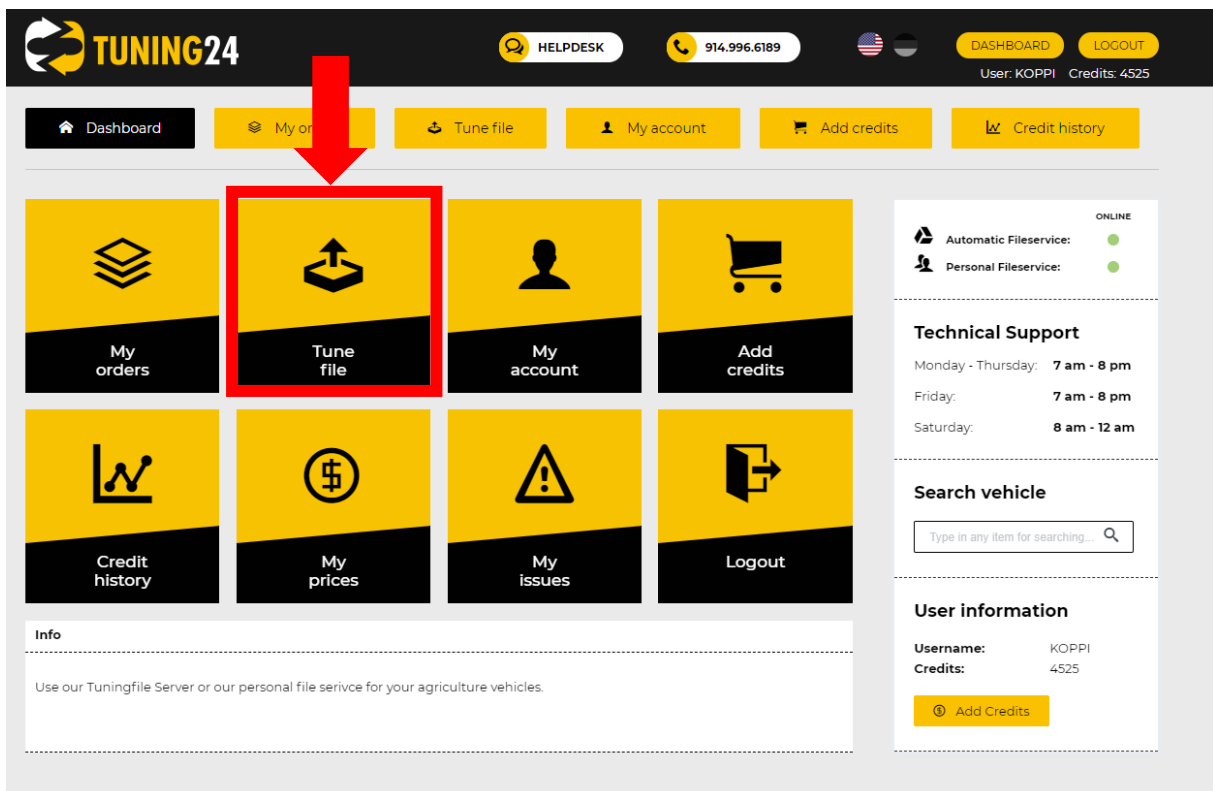 TUNING24
HELPDESK
914.996.6189
DASHBOARD
LOGOUT
User: KOPPI Credits: 4525
Dashboard
My or
Tune file
My account
Add credits
Credit history
My
orders
Tune
file
My
account
Add
credits
Credit
history
My
prices
My
issues
Logout
Info
Use our Tuningfile Server or our personal file serivce for your agriculture vehicles.
ONLINE
Automatic Fileservice:
Personal Fileservice:
Technical Support
Monday - Thursday: 7 am - 8 pm
Friday: 7 am - 8 pm
Saturday: 8 am - 12 am
Search vehicle
Type in any item for searching...
User information
Username: KOPPI
Credits: 4525
Add Credits